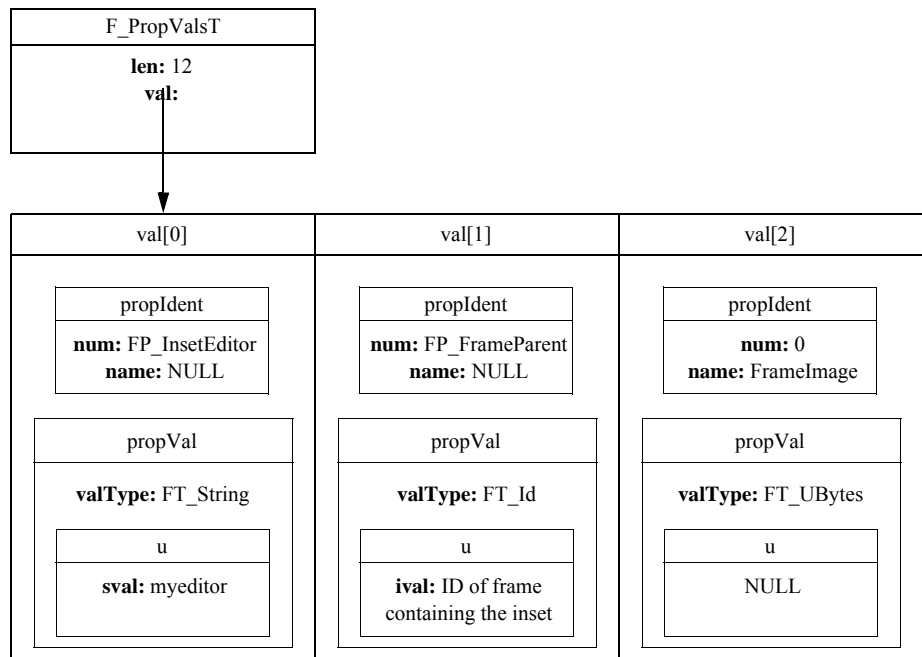 F_PropValsT
len: 12
val:
val[0]
val[1]
val[2]
propIdent
num: FP_InsetEditor
name: NULL
propIdent
num: FP_FrameParent
name: NULL
propIdent
num: 0
name: FrameImage
propVal
valType: FT_String
u
sval: myeditor
propVal
valType: FT_Id
u
ival: ID of frame
containing the inset
propVal
valType: FT_UBytes
u
NULL